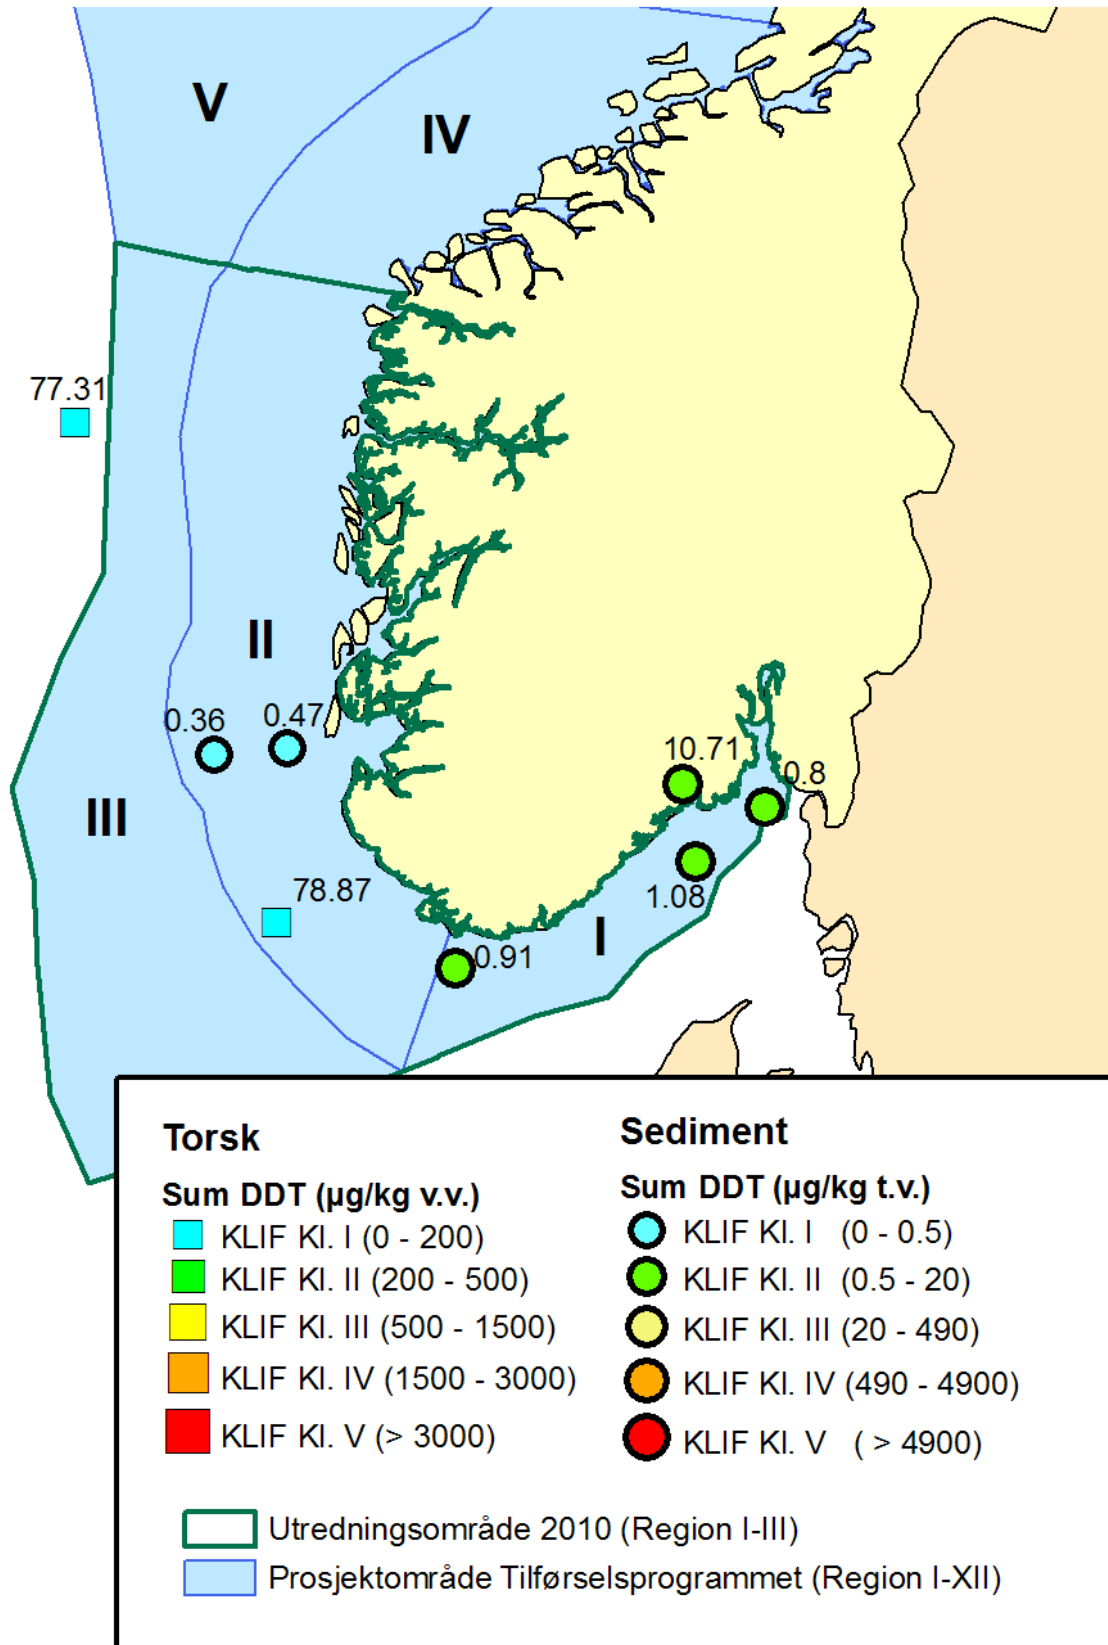 V
IV
77.31
II
0.36
0.47
10.71
0.8
III
78.87
1.08
I
0.91
Torsk
Sum DDT (µg/kg v.v.)
KLIF Kl. I (0 - 200)
KLIF Kl. II (200 - 500)
KLIF Kl. III (500 - 1500)
KLIF Kl. IV (1500 - 3000)
KLIF Kl. V (> 3000)
Sediment
Sum DDT (µg/kg t.v.)
KLIF Kl. I (0 - 0.5)
KLIF Kl. II (0.5 - 20)
KLIF Kl. III (20 - 490)
KLIF Kl. IV (490 - 4900)
KLIF Kl. V ( > 4900)
Utredningsområde 2010 (Region I-III)
Prosjektområde Tilførselsprogrammet (Region I-XII)